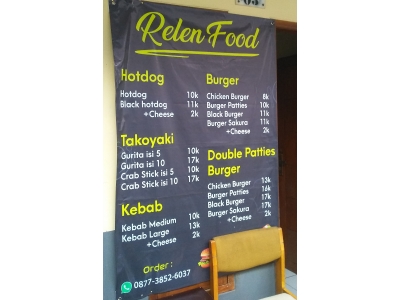 Relen Food
Hotdog
Hotdog 10k
Black hotdog 11k
+Cheese 2k
Takoyaki
Gurita isi 5 10k
Gurita isi 10 17k
Crab Stick isi 5 10k
Crab Stick isi 10 17k
Kebab
Kebab Medium 10k
Kebab Large 13k
+Cheese 2k
Order :
0877-3852-6037
Burger
Chicken Burger 8k
Burger Patties 10k
Black Burger 11k
Burger Sakura 11k
+Cheese 2k
Double Patties
Burger
Chicken Burger 13k
Burger Patties 16k
Black Burger 17k
Burger Sakura 17k
+Cheese 2k